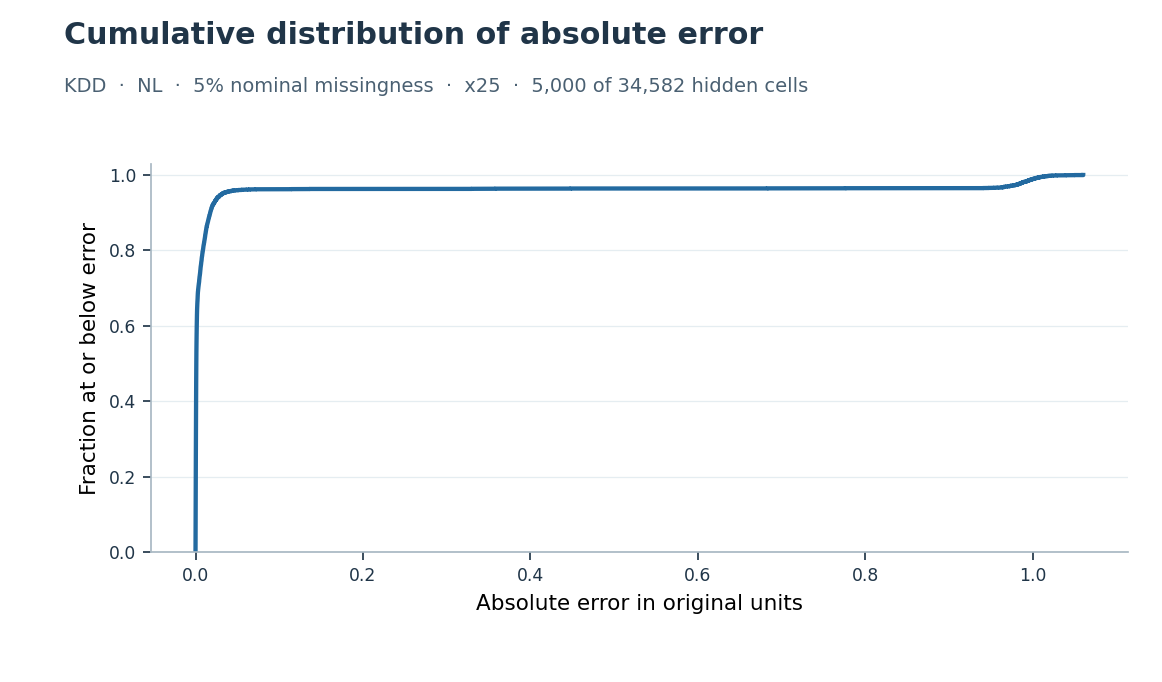 Cumulative distribution of absolute error
KDD · NL · 5% nominal missingness · x25 · 5,000 of 34,582 hidden cells
Fraction at or below error
1.0
0.8
0.6
0.4
0.2
0.0
0.0 0.2 0.4 0.6 0.8 1.0
Absolute error in original units